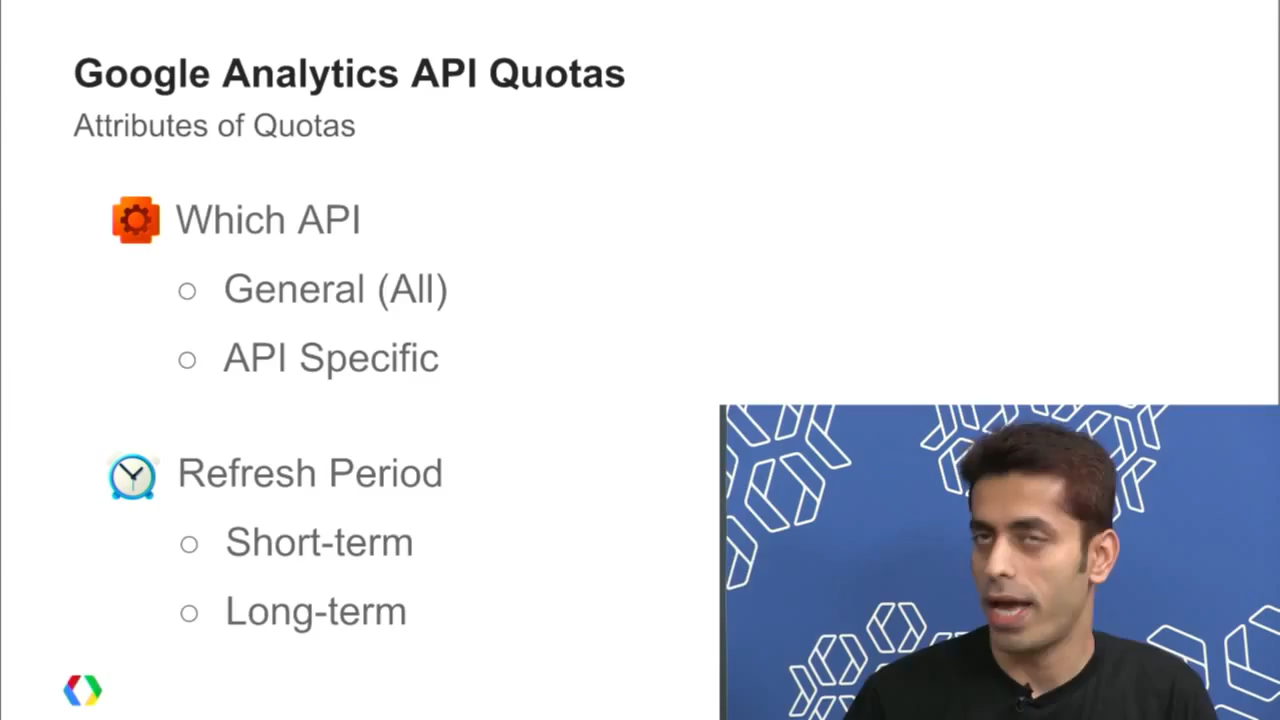 Google Analytics API Quotas
Attributes of Quotas
Which API
General (All)
API Specific
Refresh Period
Short-term
Long-term